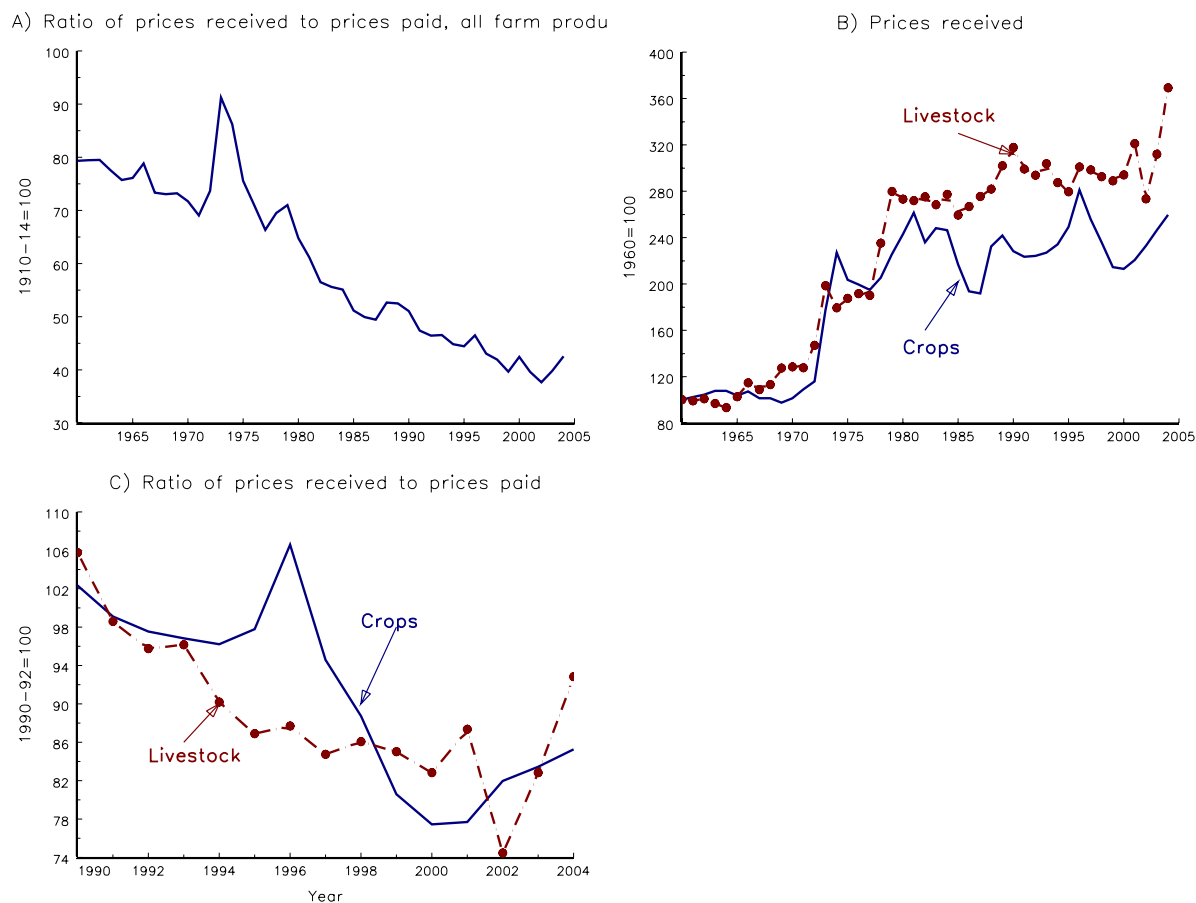 A) Ratio of prices received to prices paid, all farm produ
1910-14=100
100
90
80
70
60
50
40
30
1965 1970 1975 1980 1985 1990 1995 2000 2005
B) Prices received
1960=100
400
360
320
280
240
200
160
120
80
Livestock
Crops
1965 1970 1975 1980 1985 1990 1995 2000 2005
C) Ratio of prices received to prices paid
1990-92=100
110
106
102
98
94
90
86
82
78
74
Crops
Livestock
1990 1992 1994 1996 1998 2000 2002 2004
Year